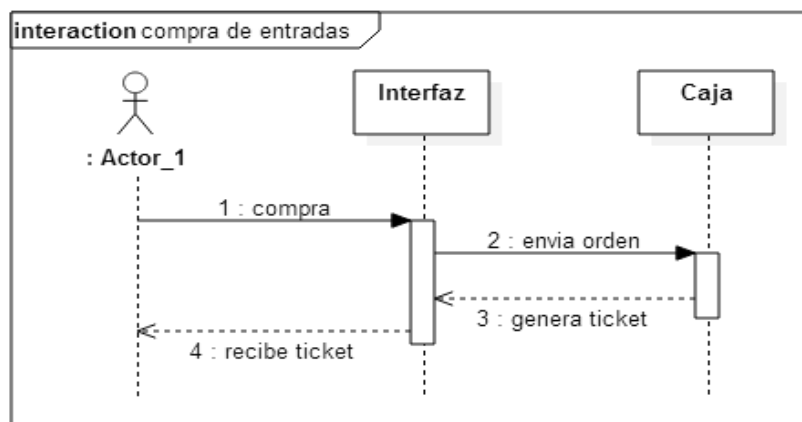 interaction compra de entradas
Interfaz
Caja
: Actor_1
1 : compra
2 : envia orden
3 : genera ticket
4 : recibe ticket